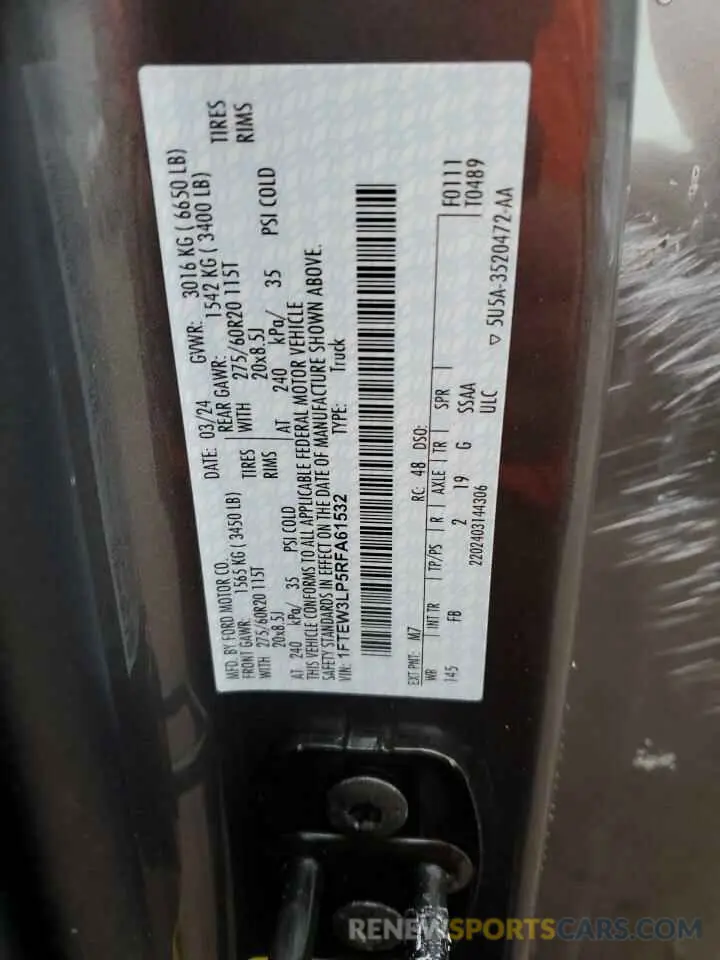 MFD. BY FORD MOTOR CO.
DATE: 03/24 GVWR: 3016 KG ( 6650 LB)
FRONT GAWR: 1565 KG ( 3450 LB) REAR GAWR: 1542 KG ( 3400 LB)
WITH 275/60R20 115T TIRES WITH 275/60R20 115T TIRES
20x8.5J RIMS 20x8.5J RIMS
AT 240 kPa/ 35 PSI COLD AT 240 kPa/ 35 PSI COLD
THIS VEHICLE CONFORMS TO ALL APPLICABLE FEDERAL MOTOR VEHICLE
SAFETY STANDARDS IN EFFECT ON THE DATE OF MANUFACTURE SHOWN ABOVE.
VIN: 1FTEW3LP5RFA61532 TYPE: Truck
EXT PNT: M7 RC: 48 DSO: F0111
WB INT TR TP/PS R AXLE TR SPR T0489
145 FB 2 19 G SSAA
2202403144306 ULC
5U5A-3520472-AA
RENEWSPORTSCARS.COM